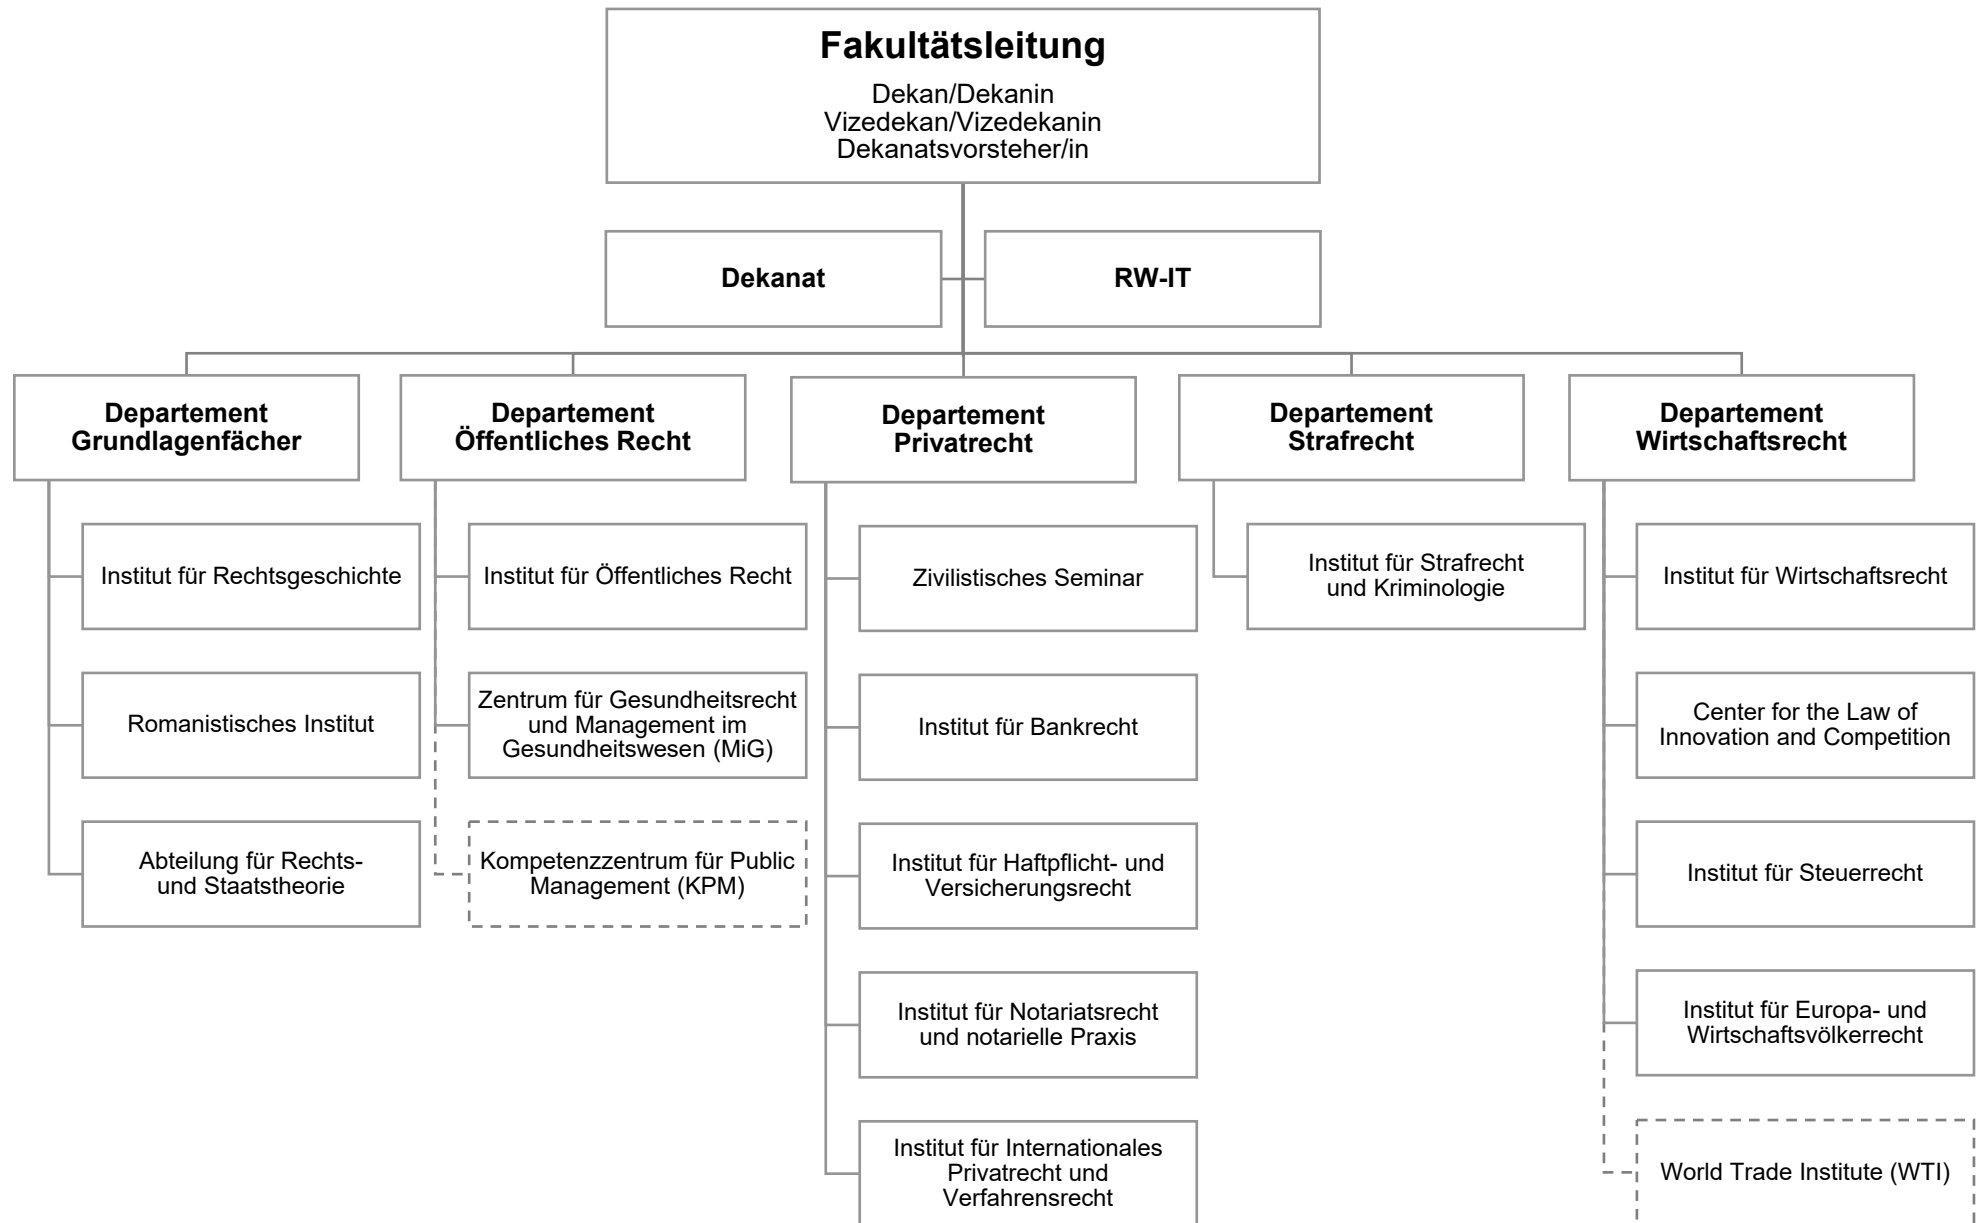 Fakultätsleitung
Dekan/Dekanin
Vizedekan/Vizedekanin
Dekanatsvorsteher/in
Dekanat
RW-IT
Departement
Grundlagenfächer
Institut für Rechtsgeschichte
Romanistisches Institut
Abteilung für Rechts-
und Staatstheorie
Departement
Öffentliches Recht
Institut für Öffentliches Recht
Zentrum für Gesundheitsrecht
und Management im
Gesundheitswesen (MiG)
Kompetenzzentrum für Public
Management (KPM)
Departement
Privatrecht
Zivilistisches Seminar
Institut für Bankrecht
Institut für Haftpflicht- und
Versicherungsrecht
Institut für Notariatsrecht
und notarielle Praxis
Institut für Internationales
Privatrecht und
Verfahrensrecht
Departement
Strafrecht
Institut für Strafrecht
und Kriminologie
Departement
Wirtschaftsrecht
Institut für Wirtschaftsrecht
Center for the Law of
Innovation and Competition
Institut für Steuerrecht
Institut für Europa- und
Wirtschaftsvölkerrecht
World Trade Institute (WTI)